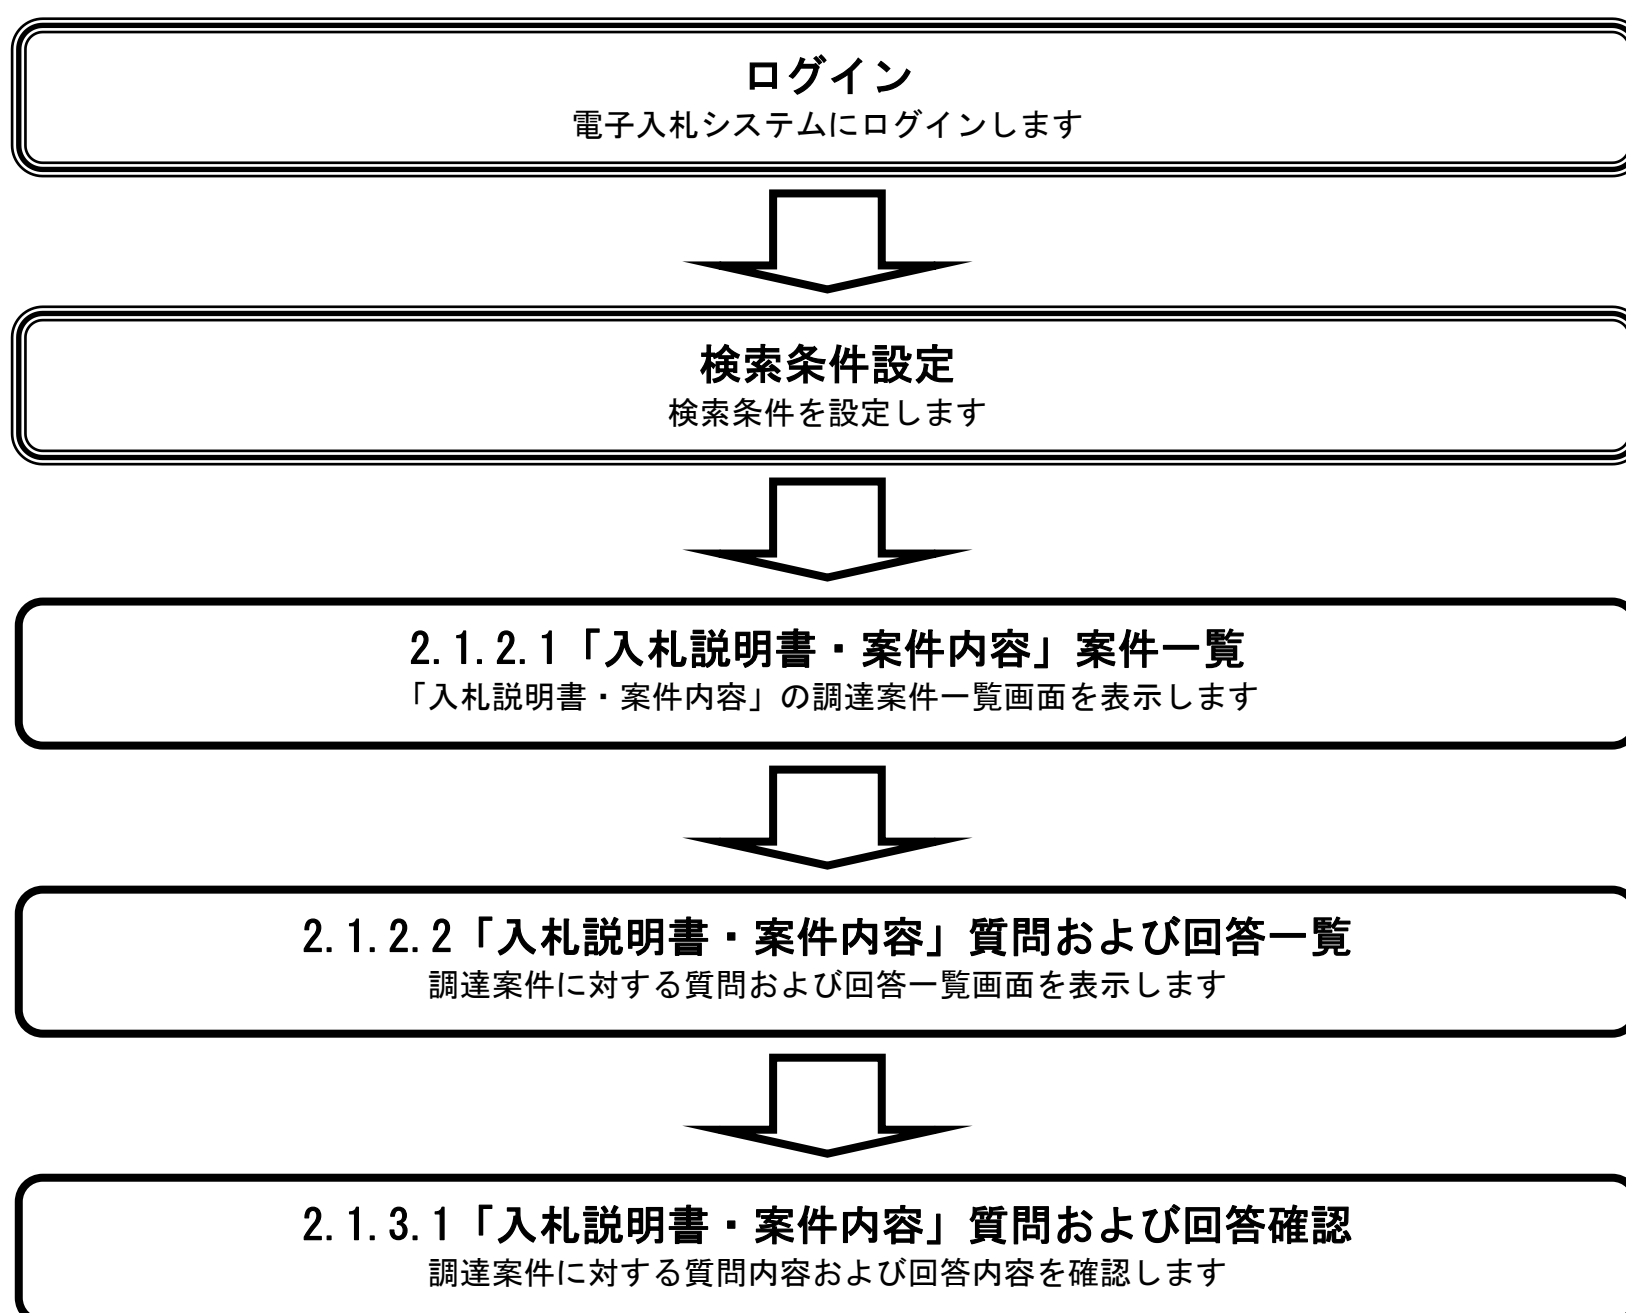 ログイン
電子入札システムにログインします
検索条件設定
検索条件を設定します
2.1.2.1「入札説明書・案件内容」案件一覧
「入札説明書・案件内容」の調達案件一覧画面を表示します
2.1.2.2「入札説明書・案件内容」質問および回答一覧
調達案件に対する質問および回答一覧画面を表示します
2.1.3.1「入札説明書・案件内容」質問および回答確認
調達案件に対する質問内容および回答内容を確認します